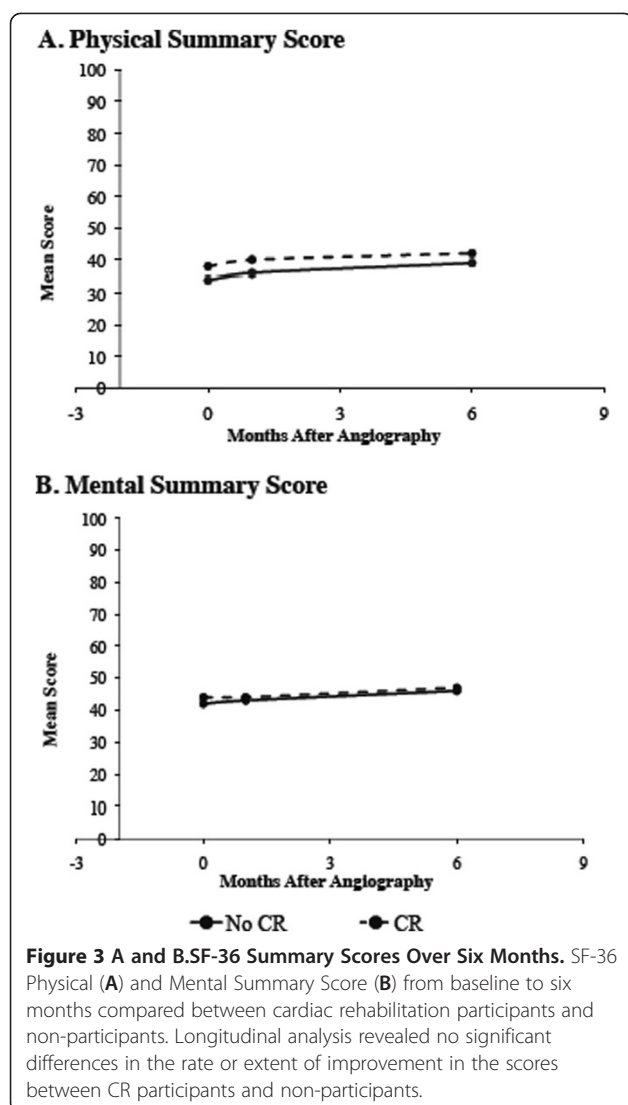 A. Physical Summary Score
100
90
80
70
60
50
40
30
20
10
0
Mean Score
-3 0 3 6 9
Months After Angiography
B. Mental Summary Score
100
90
80
70
60
50
40
30
20
10
0
Mean Score
-3 0 3 6 9
Months After Angiography
No CR CR
Figure 3 A and B.SF-36 Summary Scores Over Six Months. SF-36
Physical (A) and Mental Summary Score (B) from baseline to six
months compared between cardiac rehabilitation participants and
non-participants. Longitudinal analysis revealed no significant
differences in the rate or extent of improvement in the scores
between CR participants and non-participants.